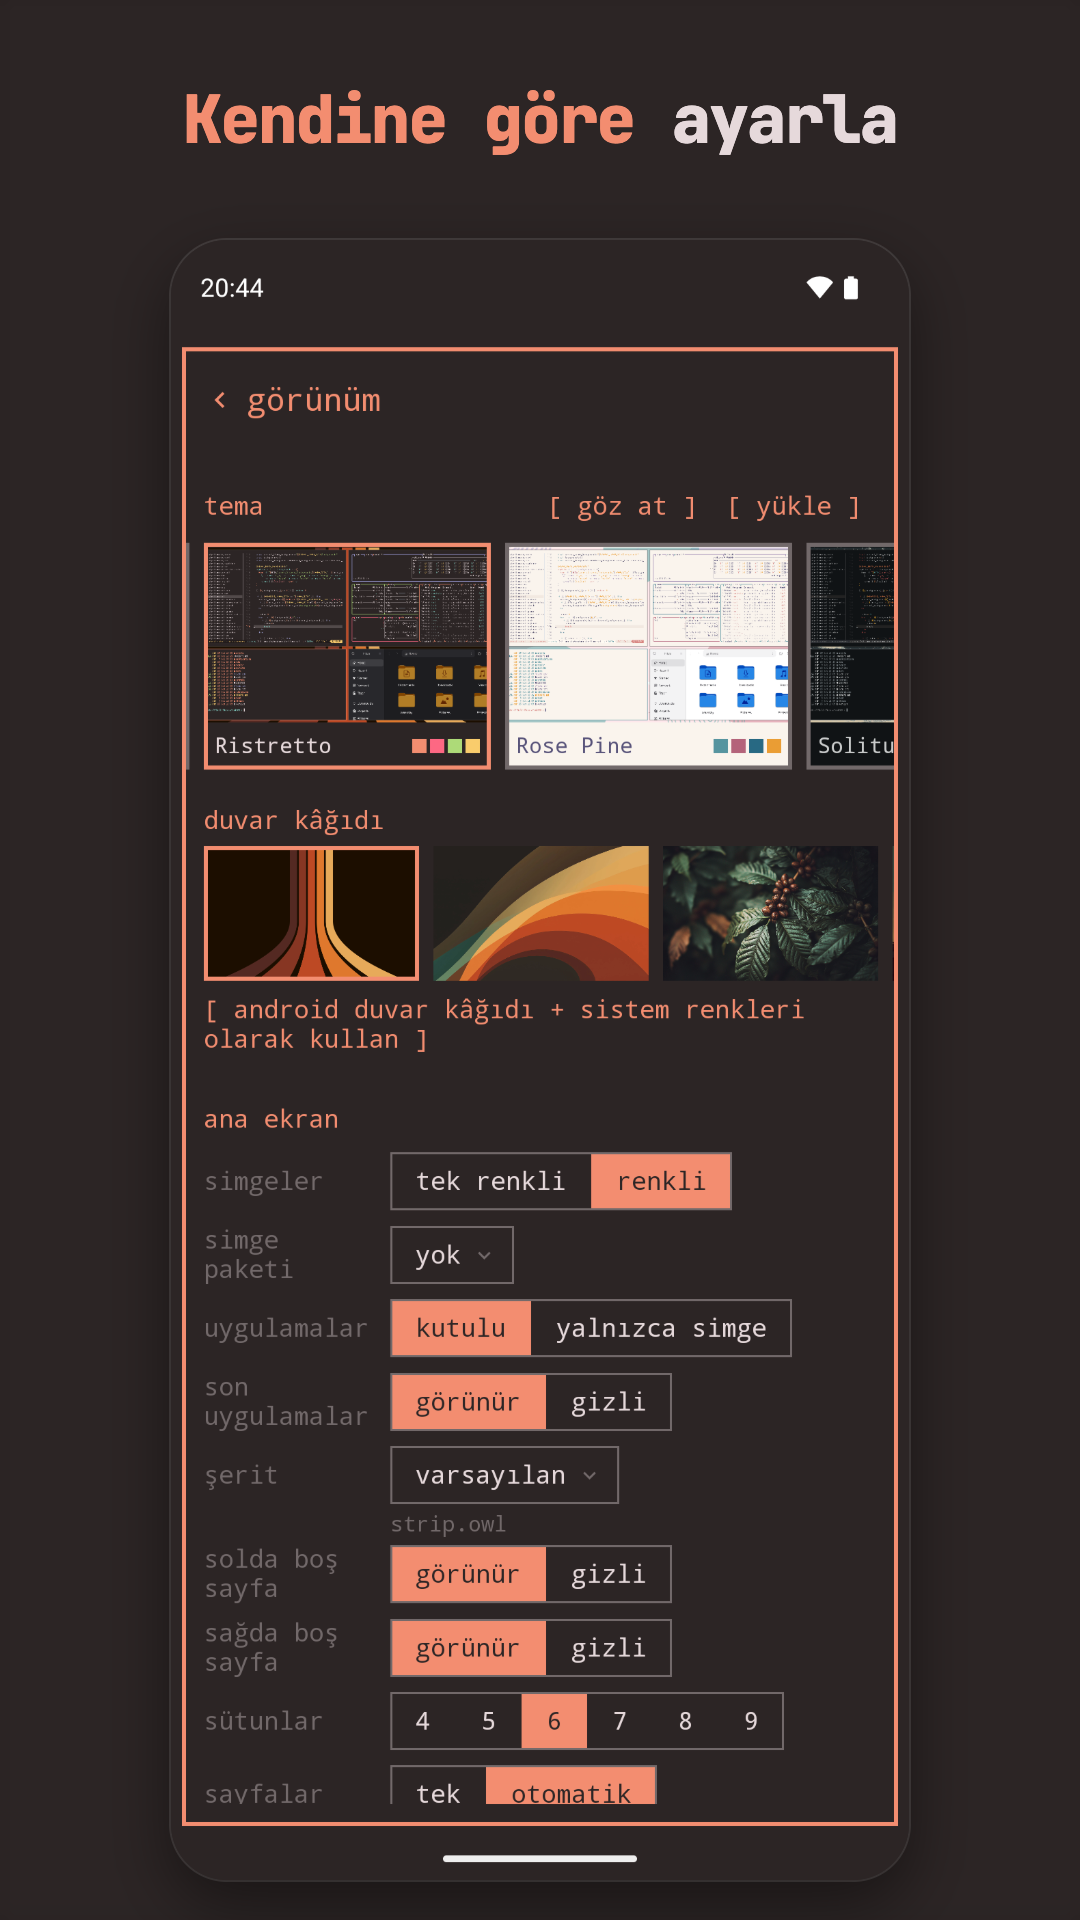 Kendine göre ayarla
20:44
görünüm
tema [ göz at ] [ yükle ]
Ristretto
Rose Pine
Solitu
duvar kâğıdı
[ android duvar kâğıdı + sistem renkleri
olarak kullan ]
ana ekran
simgeler tek renkli renkli
simge
paketi
yok
uygulamalar kutulu yalnızca simge
son
uygulamalar
görünür gizli
şerit varsayılan
strip.owl
solda boş
sayfa
görünür gizli
sağda boş
sayfa
görünür gizli
sütunlar 4 5 6 7 8 9
sayfalar tek otomatik